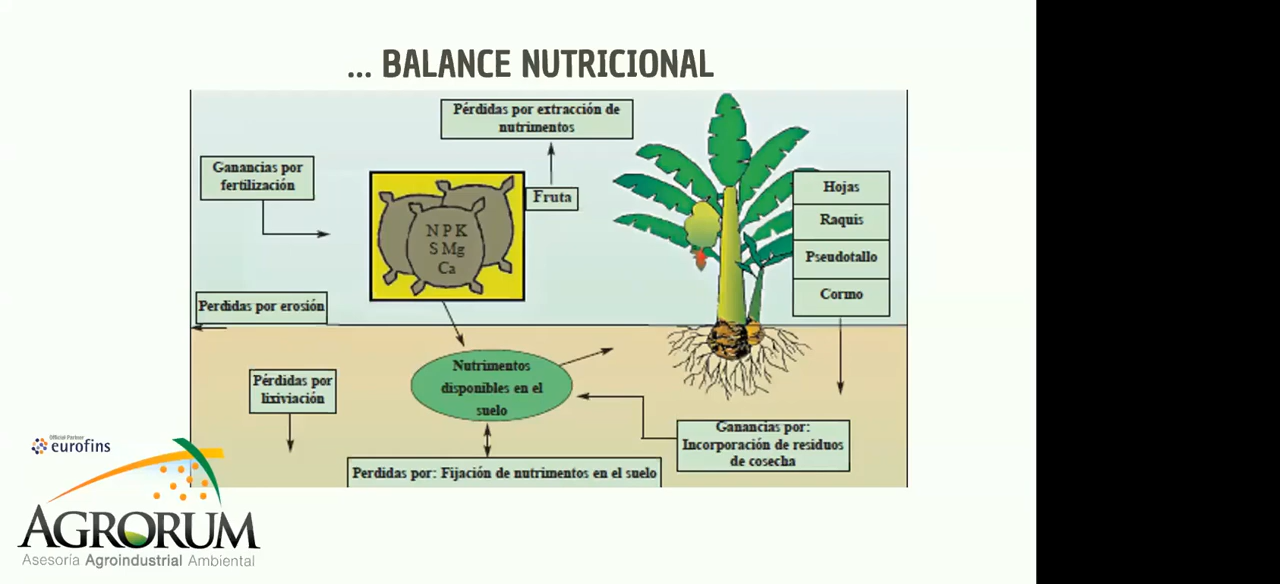 ... BALANCE NUTRICIONAL
Pérdidas por extracción de
nutrimentos
Ganancias por
fertilización
Fruta
N P K
S Mg
Ca
Hojas
Raquis
Pseudotallo
Cormo
Perdidas por erosión
Nutrimentos
disponibles en el
suelo
Pérdidas por
lixiviación
Ganancias por:
Incorporación de residuos
de cosecha
Perdidas por: Fijación de nutrimentos en el suelo
Official Partner
eurofins
AGRORUM
Asesoría Agroindustrial Ambiental